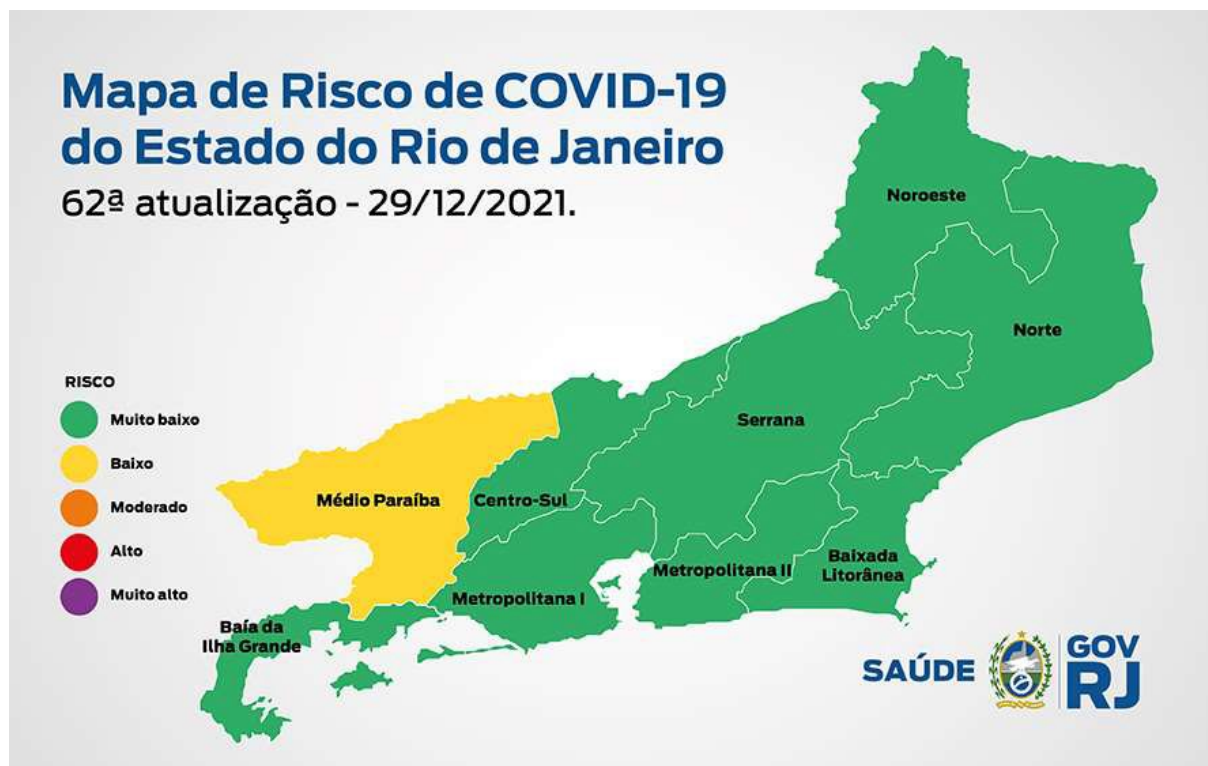 Mapa de Risco de COVID-19
do Estado do Rio de Janeiro
62ª atualização - 29/12/2021.
Noroeste
Norte
RISCO
Muito baixo
Baixo
Moderado
Alto
Muito alto
Serrana
Médio Paraíba
Centro-Sul
Metropolitana I
Metropolitana II
Baixada
Litorânea
Baía da
Ilha Grande
SAÚDE
GOV
RJ